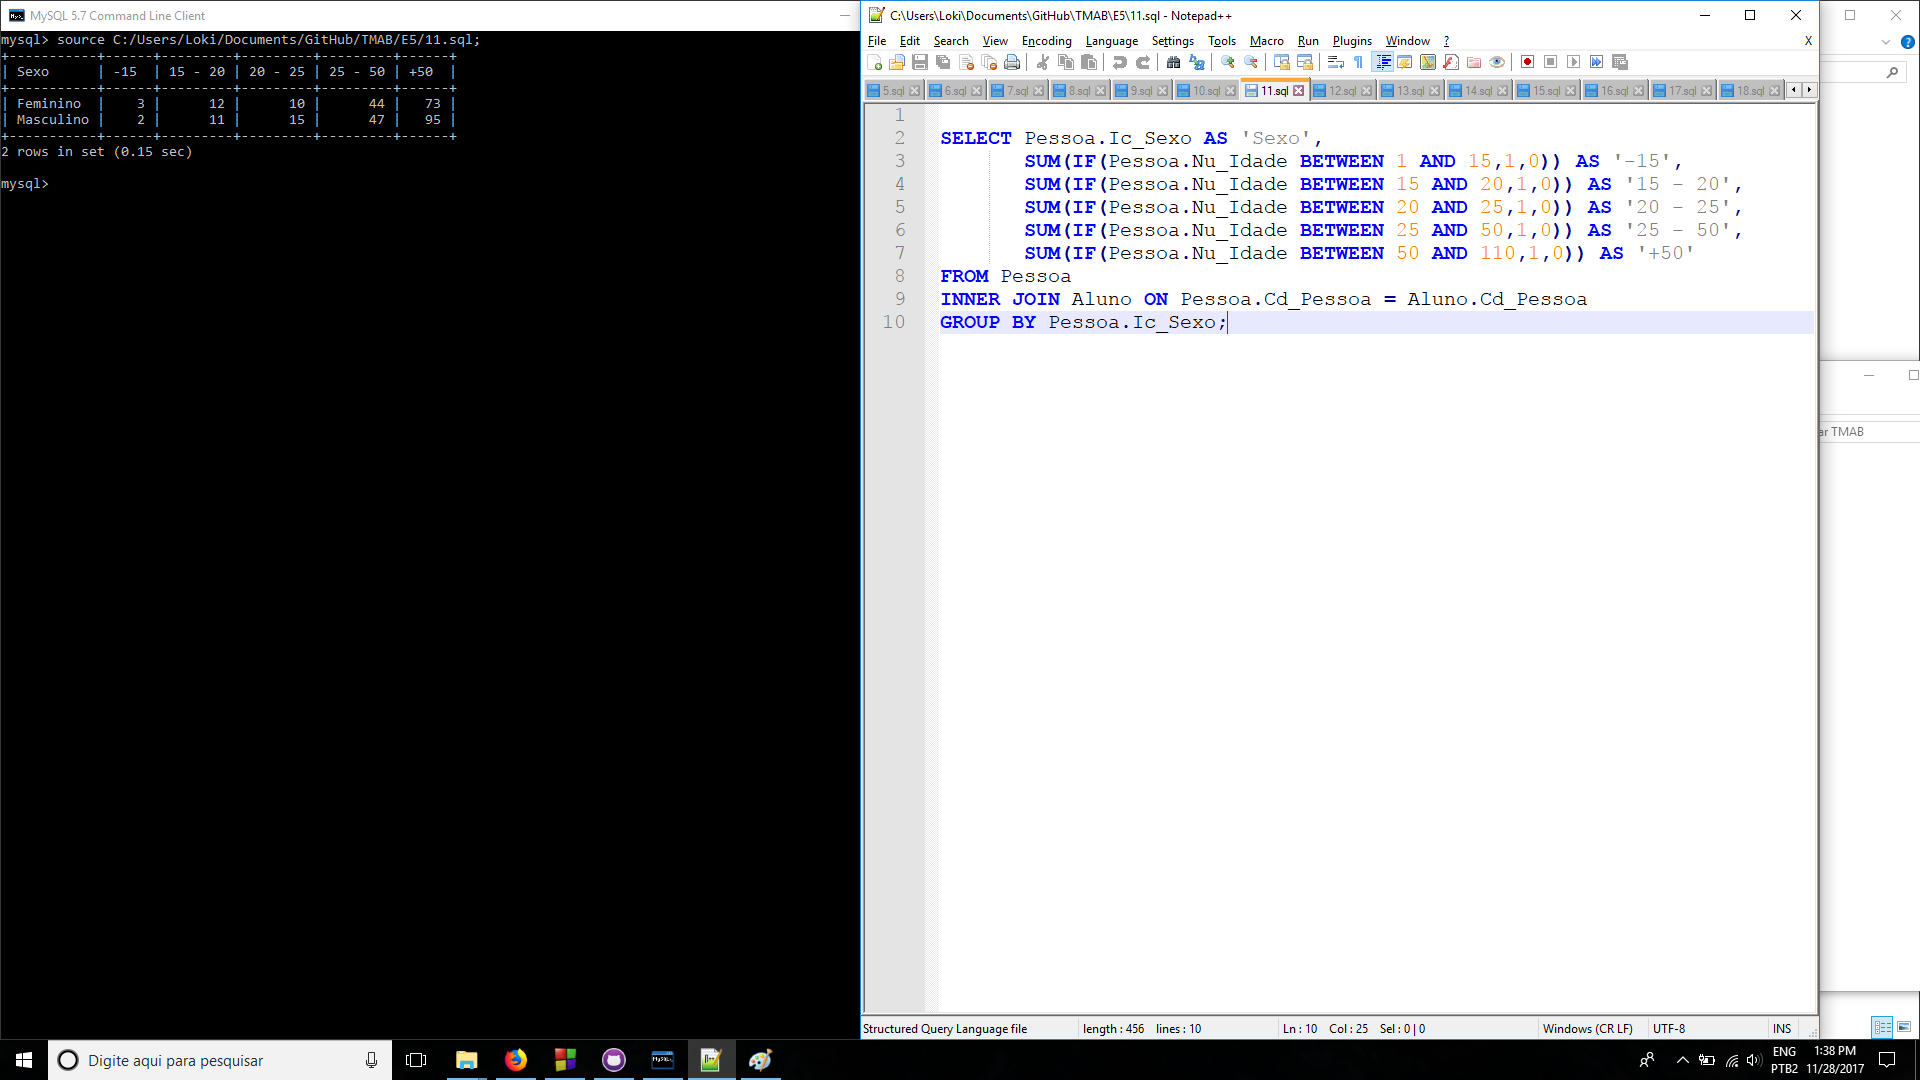 MySQL 5.7 Command Line Client
mysql> source C:/Users/Loki/Documents/GitHub/TMAB/E5/11.sql;
+-----------+------+---------+---------+---------+------+
| Sexo      | -15  | 15 - 20 | 20 - 25 | 25 - 50 | +50  |
+-----------+------+---------+---------+---------+------+
| Feminino  |    3 |      12 |      10 |      44 |   73 |
| Masculino |    2 |      11 |      15 |      47 |   95 |
+-----------+------+---------+---------+---------+------+
2 rows in set (0.15 sec)
mysql>
C:\Users\Loki\Documents\GitHub\TMAB\E5\11.sql - Notepad++
File Edit Search View Encoding Language Settings Tools Macro Run Plugins Window ? X
5.sql 6.sql 7.sql 8.sql 9.sql 10.sql 11.sql 12.sql 13.sql 14.sql 15.sql 16.sql 17.sql 18.sql
1
2 SELECT Pessoa.Ic_Sexo AS 'Sexo',
3 SUM(IF(Pessoa.Nu_Idade BETWEEN 1 AND 15,1,0)) AS '-15',
4 SUM(IF(Pessoa.Nu_Idade BETWEEN 15 AND 20,1,0)) AS '15 - 20',
5 SUM(IF(Pessoa.Nu_Idade BETWEEN 20 AND 25,1,0)) AS '20 - 25',
6 SUM(IF(Pessoa.Nu_Idade BETWEEN 25 AND 50,1,0)) AS '25 - 50',
7 SUM(IF(Pessoa.Nu_Idade BETWEEN 50 AND 110,1,0)) AS '+50'
8 FROM Pessoa
9 INNER JOIN Aluno ON Pessoa.Cd_Pessoa = Aluno.Cd_Pessoa
10 GROUP BY Pessoa.Ic_Sexo;
ar TMAB
Structured Query Language file length : 456 lines : 10 Ln : 10 Col : 25 Sel : 0 | 0 Windows (CR LF) UTF-8 INS
Digite aqui para pesquisar
MySQL
ENG
PTB2
1:38 PM
11/28/2017